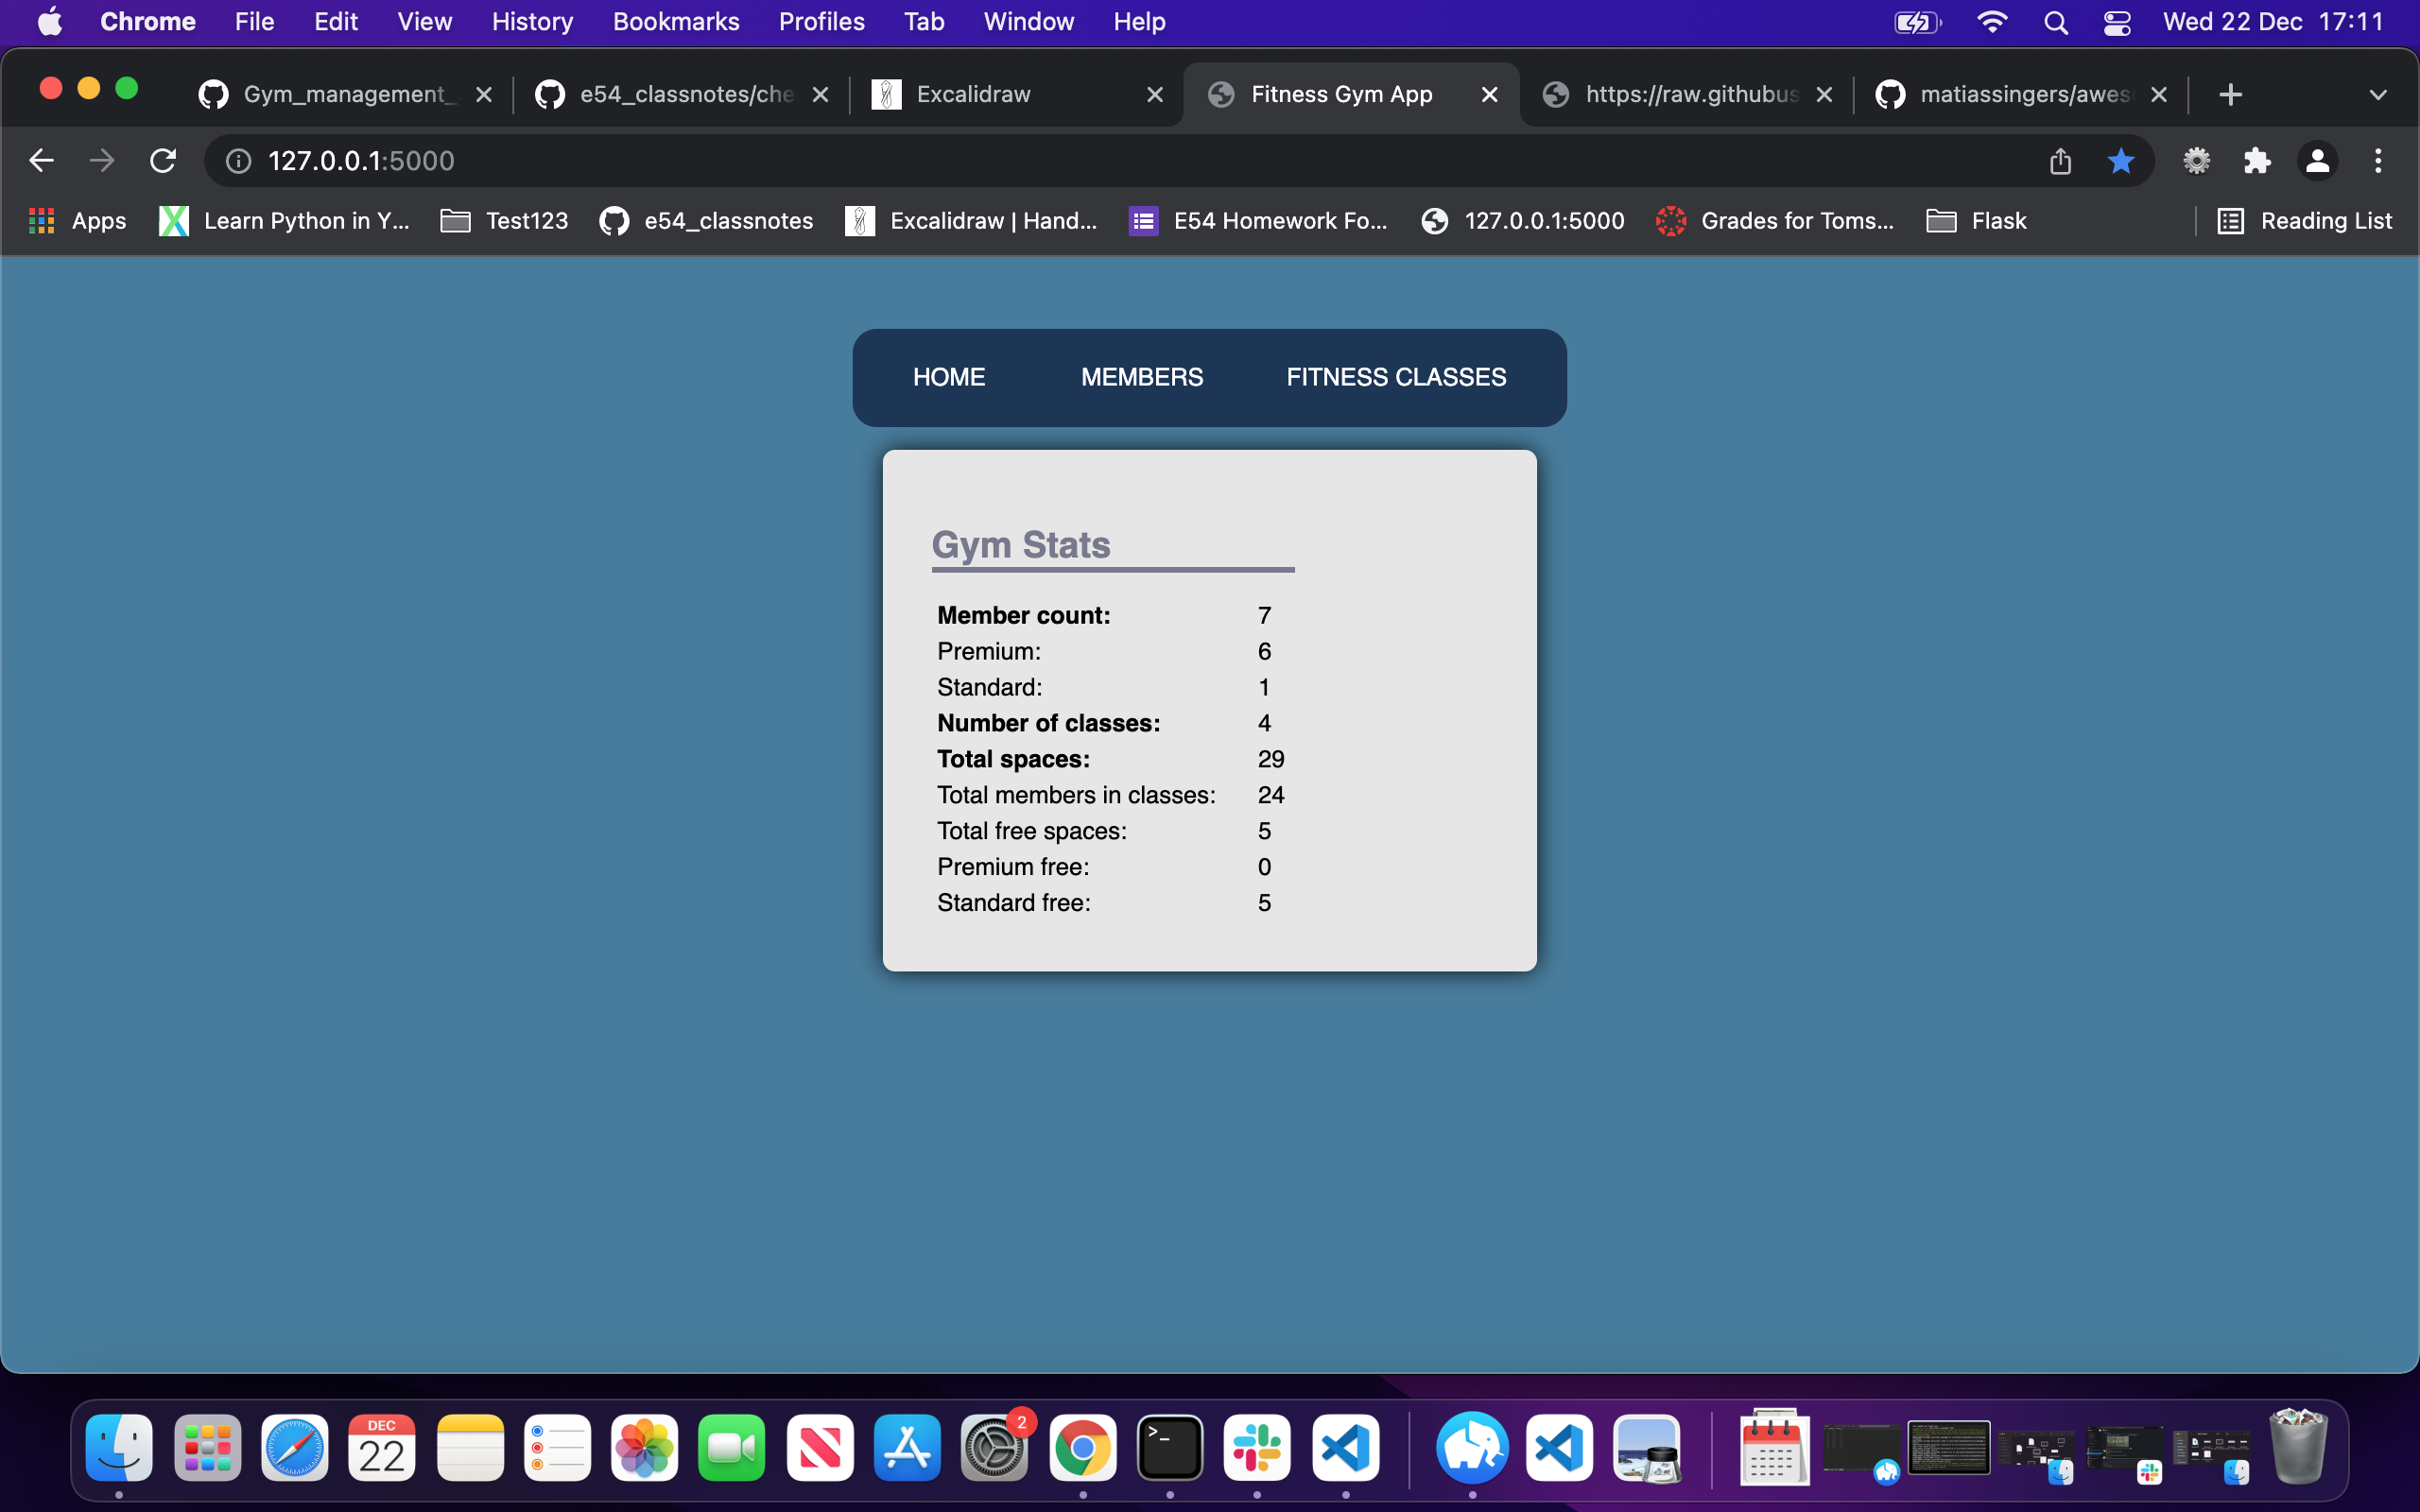 Chrome File Edit View History Bookmarks Profiles Tab Window Help Wed 22 Dec 17:11
Gym_management_ e54_classnotes/che Excalidraw Fitness Gym App https://raw.githubus matiassingers/awes
127.0.0.1:5000
Apps Learn Python in Y... Test123 e54_classnotes Excalidraw | Hand... E54 Homework Fo... 127.0.0.1:5000 Grades for Toms... Flask Reading List
HOME MEMBERS FITNESS CLASSES
Gym Stats
Member count: 7
Premium: 6
Standard: 1
Number of classes: 4
Total spaces: 29
Total members in classes: 24
Total free spaces: 5
Premium free: 0
Standard free: 5
DEC
22
2